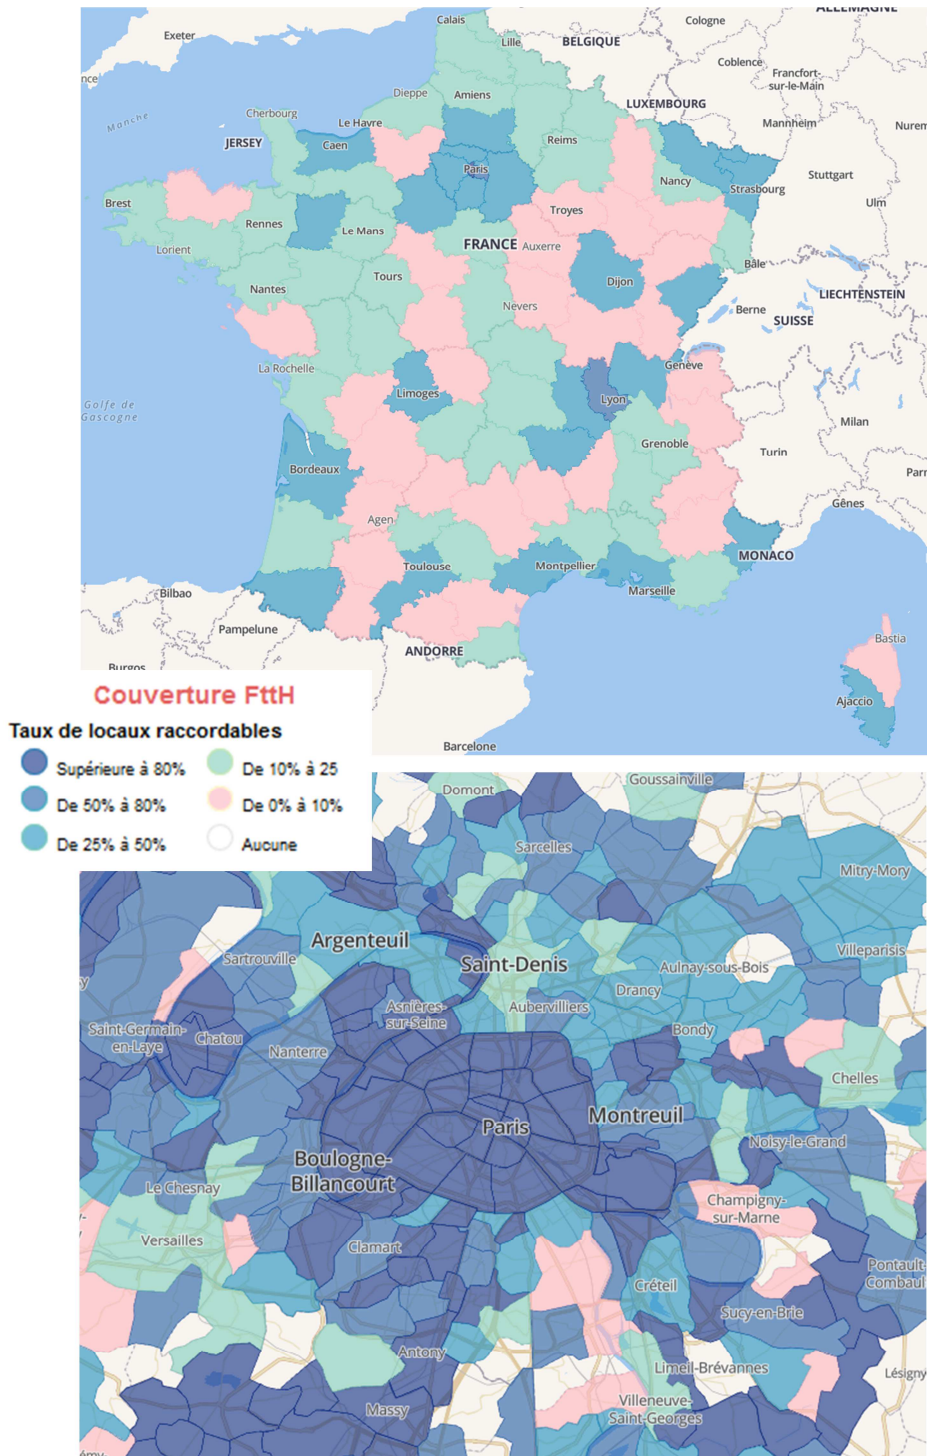 ALLEMAGNE
Calais
Exeter
Cologne
Lille
BELGIQUE
Coblence
Francfort-
sur-le-Main
Dieppe
Amiens
LUXEMBOURG
Manche
Cherbourg
Le Havre
Mannheim
JERSEY
Caen
Reims
Paris
Nancy
Stuttgart
Strasbourg
Brest
Ulm
Rennes
Le Mans
Troyes
Lorient
FRANCE
Auxerre
Bâle
Tours
Dijon
Nantes
LIECHTENSTEIN
Nevers
Berne
SUISSE
La Rochelle
Genève
Limoges
Lyon
Golfe de
Gascogne
Milan
Grenoble
Turin
Bordeaux
Gênes
Agen
MONACO
Toulouse
Montpellier
Marseille
Bilbao
Pampelune
Bastia
ANDORRE
Burgos
Ajaccio
Barcelone
Couverture FttH
Taux de locaux raccordables
Supérieure à 80%
De 10% à 25
De 50% à 80%
De 0% à 10%
De 25% à 50%
Aucune
Domont
Goussainville
Sarcelles
Mitry-Mory
Argenteuil
Sartrouville
Villeparisis
Saint-Denis
Aulnay-sous-Bois
Drancy
Asnières-
sur-Seine
Aubervilliers
Bondy
Saint-Germain-
en-Laye
Chatou
Nanterre
Chelles
Montreuil
Paris
Noisy-le-Grand
Boulogne-
Billancourt
Le Chesnay
Champigny-
sur-Marne
Versailles
Clamart
Pontault-
Combault
Créteil
Sucy-en-Brie
Antony
Limeil-Brévannes
Lésigny
Massy
Villeneuve-
Saint-Georges